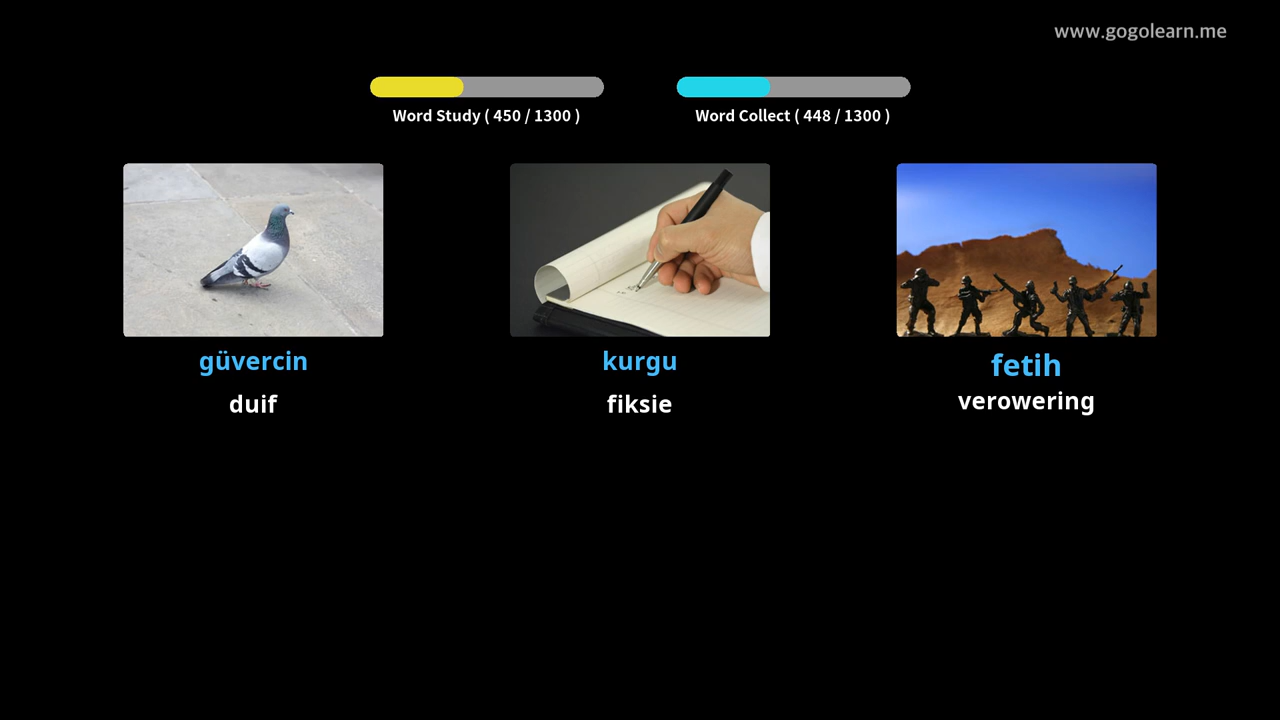 www.gogolearn.me
Word Study ( 450 / 1300 )
Word Collect ( 448 / 1300 )
güvercin
kurgu
fetih
duif
fiksie
verowering